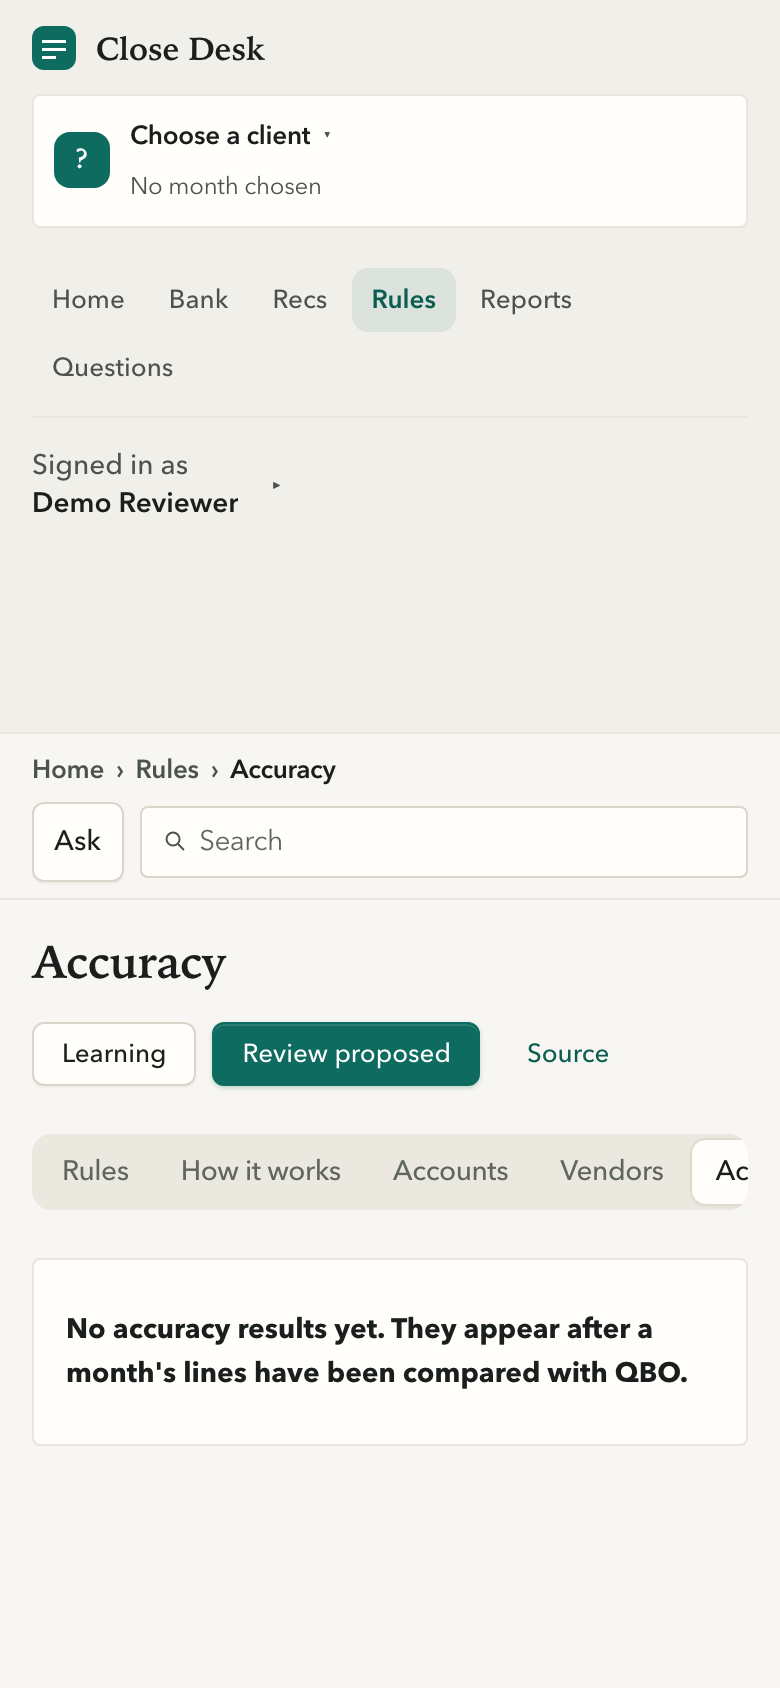 Close Desk
?
Choose a client ▾
No month chosen
Home Bank Recs Rules Reports
Questions
Signed in as
Demo Reviewer ▸
Home › Rules › Accuracy
Ask Search
Accuracy
Learning Review proposed Source
Rules How it works Accounts Vendors Ac
No accuracy results yet. They appear after a
month's lines have been compared with QBO.